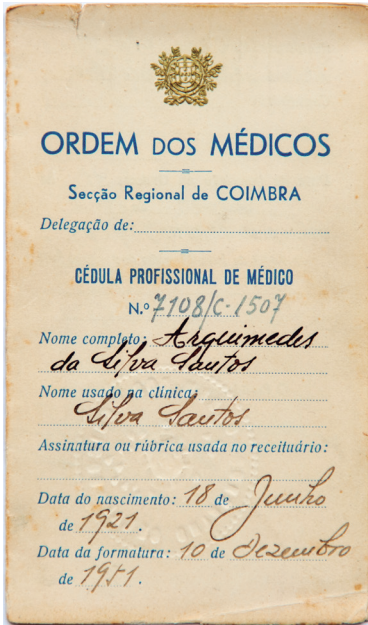 ORDEM DOS MÉDICOS
Secção Regional de COIMBRA
Delegação de:
CÉDULA PROFISSIONAL DE MÉDICO
N.º 7108/C-1507
Nome completo: Arquimedes
da Silva Santos
Nome usado na clínica:
Silva Santos
Assinatura ou rúbrica usada no receituário:
Data do nascimento: 18 de Junho
de 1921.
Data da formatura: 10 de Dezembro
de 1951.